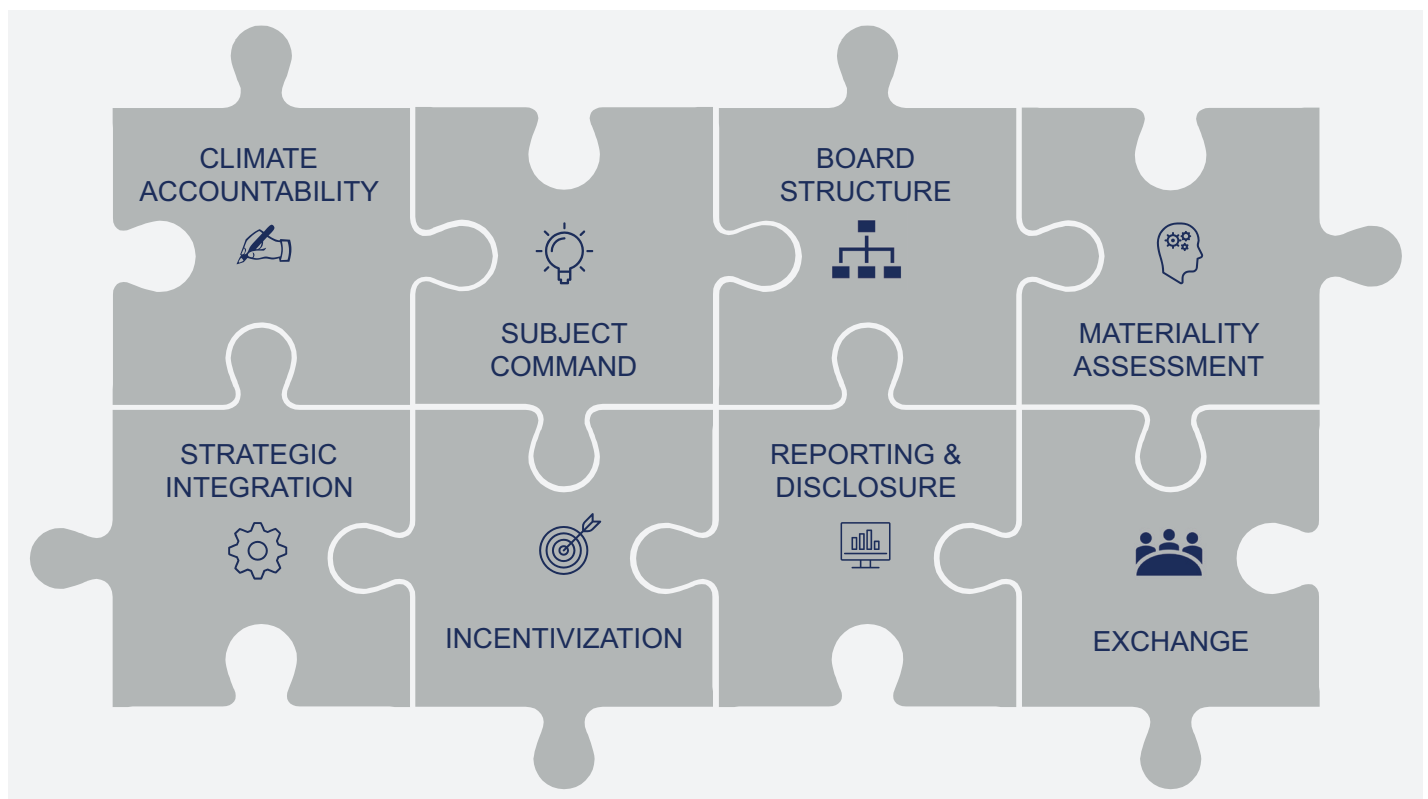 CLIMATE
ACCOUNTABILITY
SUBJECT
COMMAND
BOARD
STRUCTURE
MATERIALITY
ASSESSMENT
STRATEGIC
INTEGRATION
INCENTIVIZATION
REPORTING &
DISCLOSURE
EXCHANGE